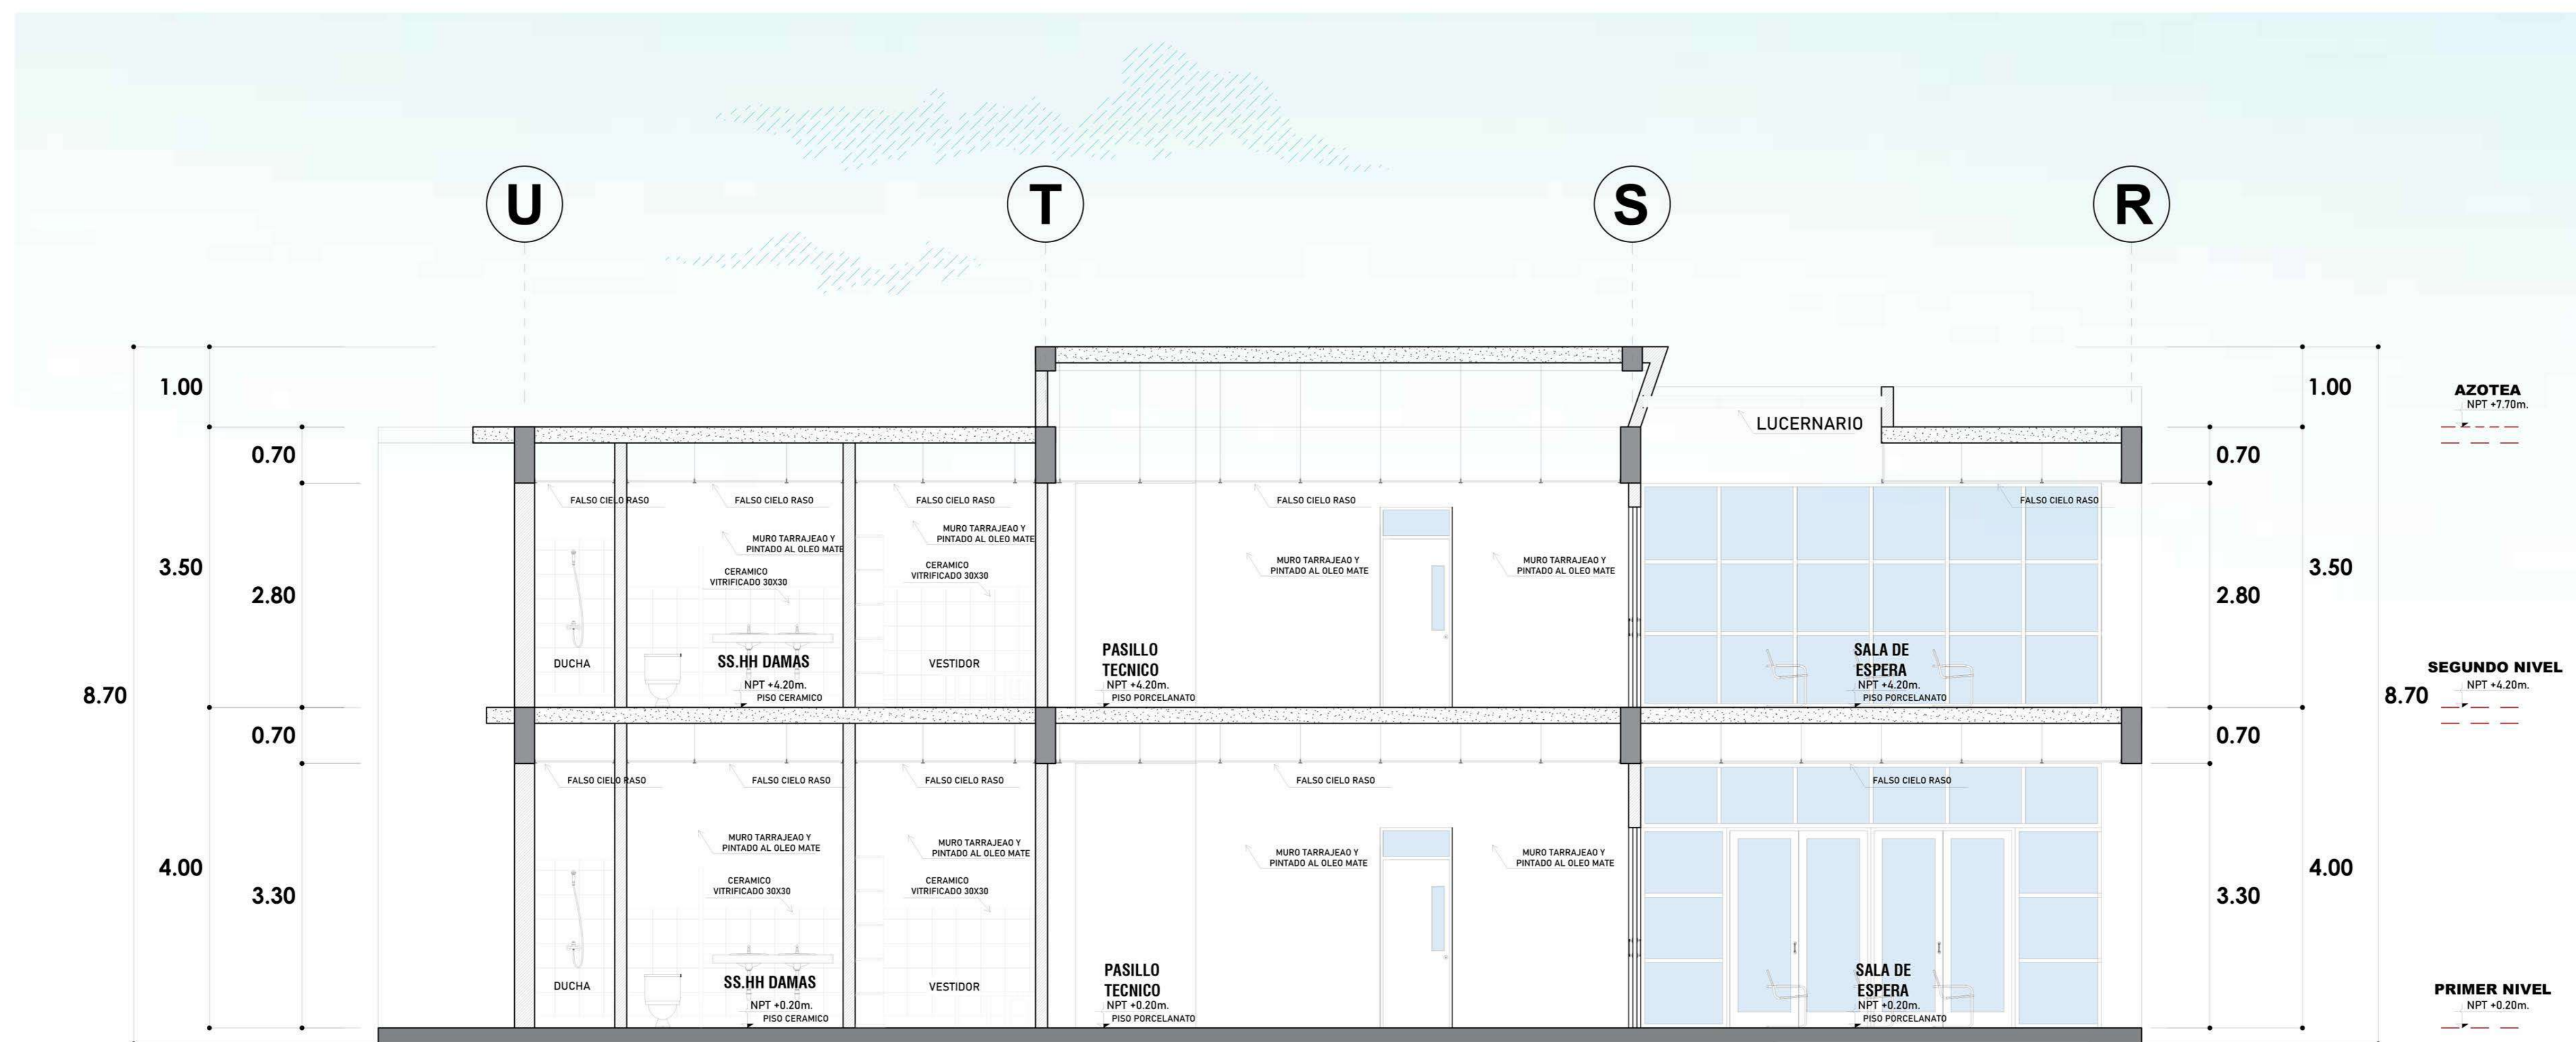 U
T
S
R
1.00
0.70
3.50
2.80
8.70
0.70
4.00
3.30
LUCERNARIO
FALSO CIELO RASO
FALSO CIELO RASO
FALSO CIELO RASO
FALSO CIELO RASO
FALSO CIELO RASO
MURO TARRAJEAO Y
PINTADO AL OLEO MATE
MURO TARRAJEAO Y
PINTADO AL OLEO MATE
MURO TARRAJEAO Y
PINTADO AL OLEO MATE
MURO TARRAJEAO Y
PINTADO AL OLEO MATE
CERAMICO
VITRIFICADO 30X30
CERAMICO
VITRIFICADO 30X30
DUCHA
SS.HH DAMAS
NPT +4.20m.
PISO CERAMICO
VESTIDOR
PASILLO
TECNICO
NPT +4.20m.
PISO PORCELANATO
SALA DE
ESPERA
NPT +4.20m.
PISO PORCELANATO
FALSO CIELO RASO
FALSO CIELO RASO
FALSO CIELO RASO
FALSO CIELO RASO
FALSO CIELO RASO
MURO TARRAJEAO Y
PINTADO AL OLEO MATE
MURO TARRAJEAO Y
PINTADO AL OLEO MATE
MURO TARRAJEAO Y
PINTADO AL OLEO MATE
MURO TARRAJEAO Y
PINTADO AL OLEO MATE
CERAMICO
VITRIFICADO 30X30
CERAMICO
VITRIFICADO 30X30
DUCHA
SS.HH DAMAS
NPT +0.20m.
PISO CERAMICO
VESTIDOR
PASILLO
TECNICO
NPT +0.20m.
PISO PORCELANATO
SALA DE
ESPERA
NPT +0.20m.
PISO PORCELANATO
1.00
0.70
3.50
2.80
8.70
0.70
4.00
3.30
AZOTEA
NPT +7.70m.
SEGUNDO NIVEL
NPT +4.20m.
PRIMER NIVEL
NPT +0.20m.